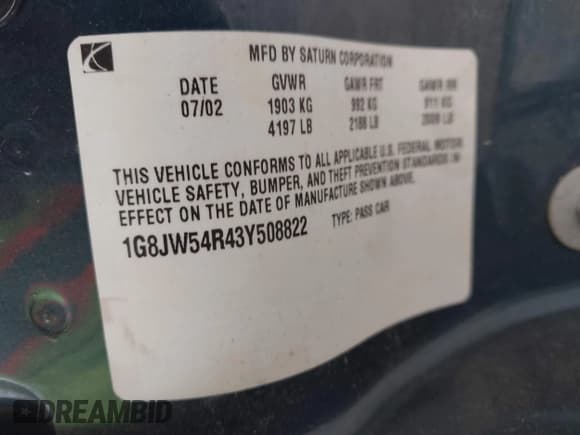 MFD BY SATURN CORPORATION
DATE GVWR GAWR FRT GAWR RR
07/02 1903 KG 992 KG 911 KG
4197 LB 2188 LB 2009 LB
THIS VEHICLE CONFORMS TO ALL APPLICABLE U.S. FEDERAL MOTOR
VEHICLE SAFETY, BUMPER, AND THEFT PREVENTION STANDARDS IN
EFFECT ON THE DATE OF MANUFACTURE SHOWN ABOVE.
1G8JW54R43Y508822 TYPE: PASS CAR
DREAMBID